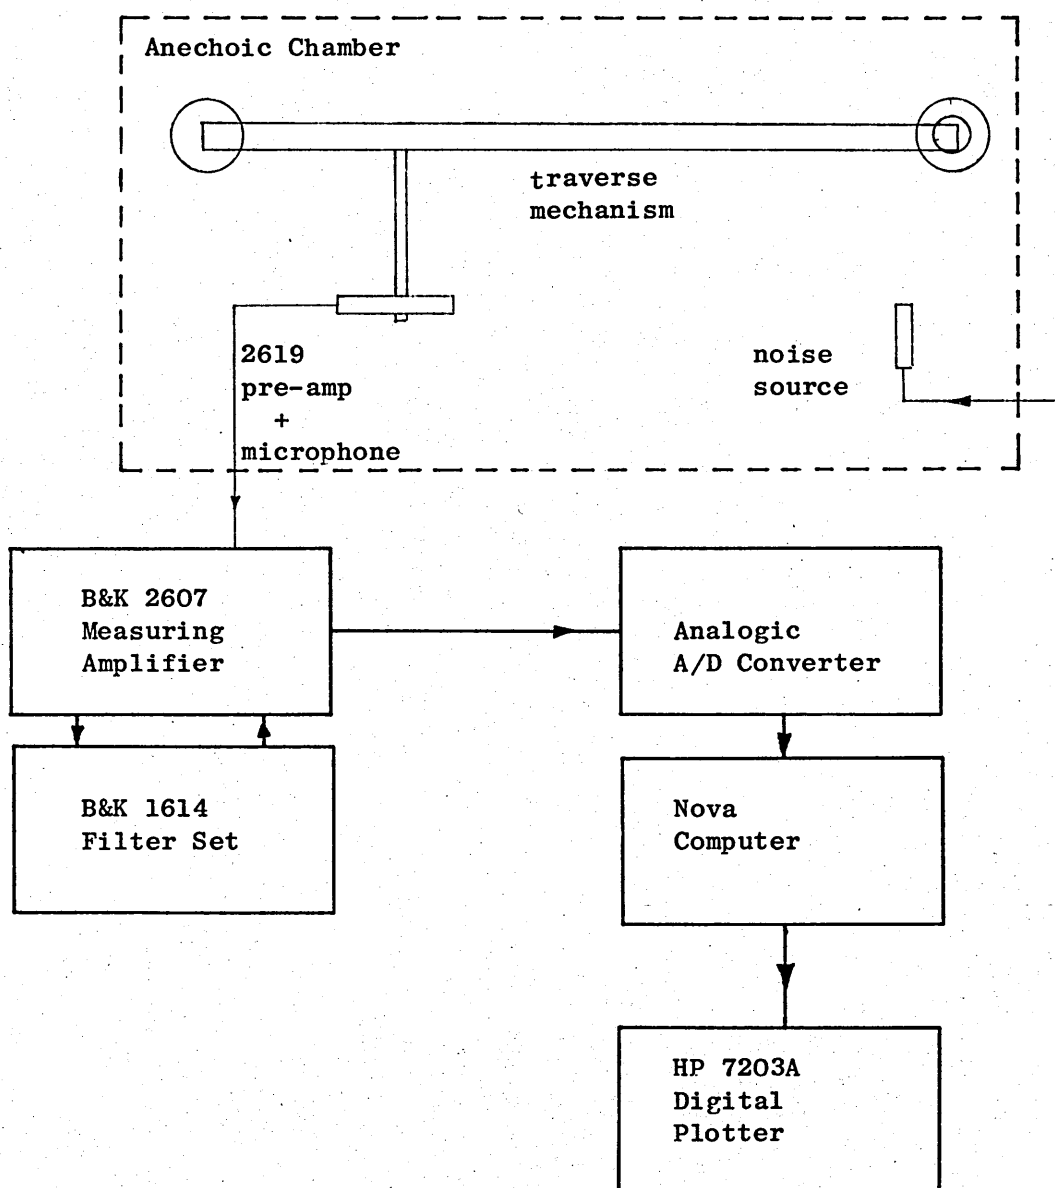 Anechoic Chamber
traverse
mechanism
2619
pre-amp
+
microphone
noise
source
B&K 2607
Measuring
Amplifier
Analogic
A/D Converter
B&K 1614
Filter Set
Nova
Computer
HP 7203A
Digital
Plotter